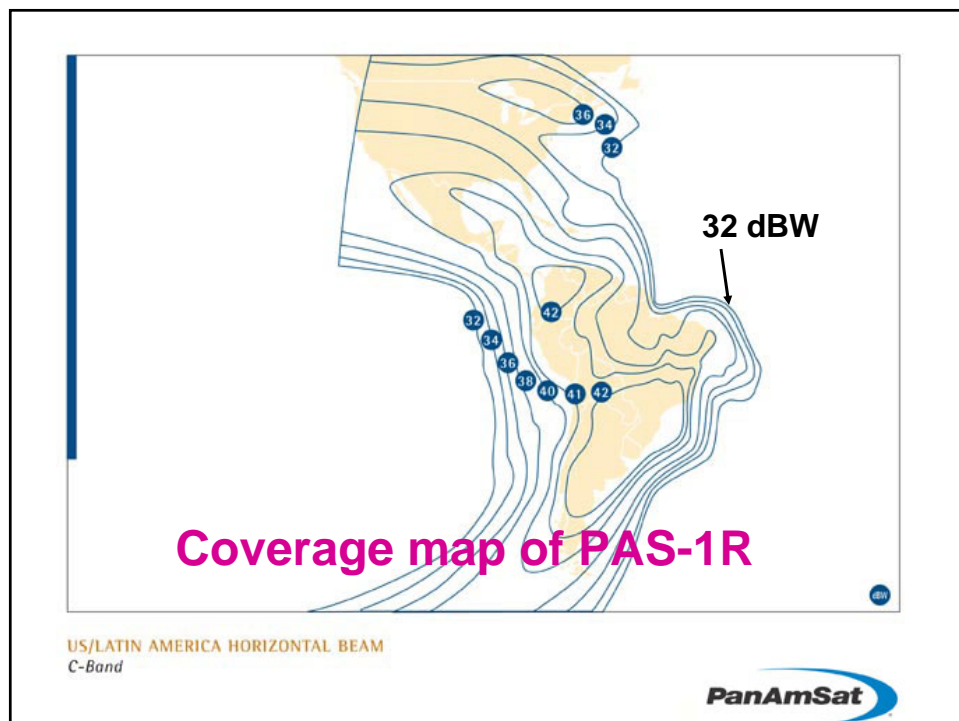 36
34
32
32 dBW
32
34
36
38
40
41
42
42
Coverage map of PAS-1R
dBW
US/LATIN AMERICA HORIZONTAL BEAM
C-Band
PanAmSat